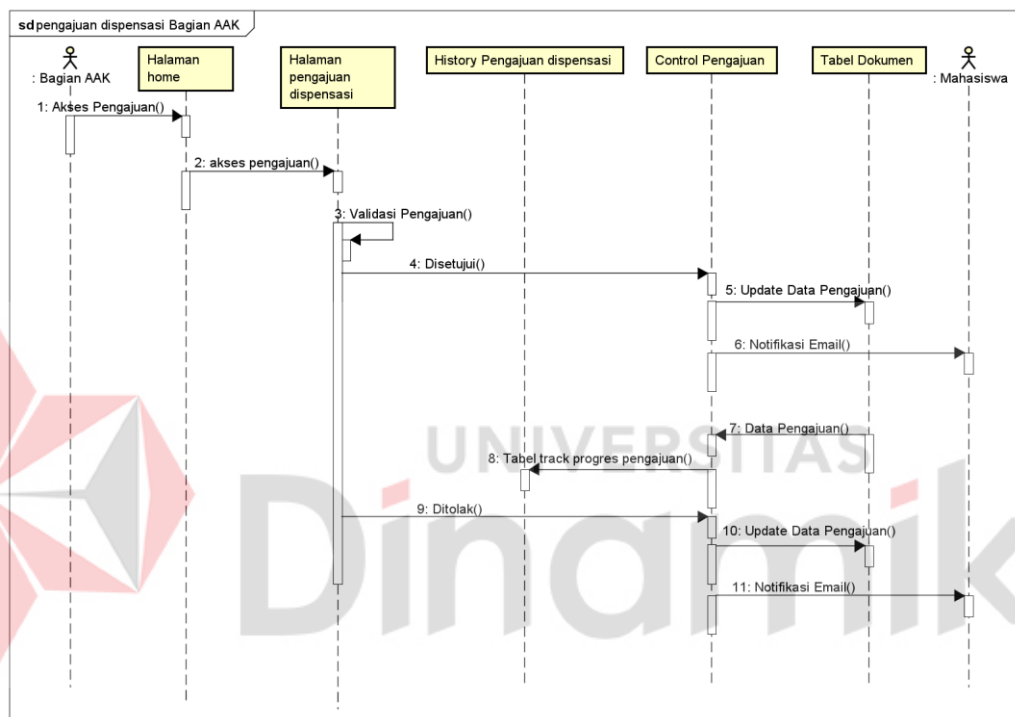 sd pengajuan dispensasi Bagian AAK
: Bagian AAK
Halaman
home
Halaman
pengajuan
dispensasi
History Pengajuan dispensasi
Control Pengajuan
Tabel Dokumen
: Mahasiswa
1: Akses Pengajuan()
2: akses pengajuan()
3: Validasi Pengajuan()
4: Disetujui()
5: Update Data Pengajuan()
6: Notifikasi Email()
7: Data Pengajuan()
8: Tabel track progres pengajuan()
9: Ditolak()
10: Update Data Pengajuan()
11: Notifikasi Email()
UNIVERSITAS
Dinamik